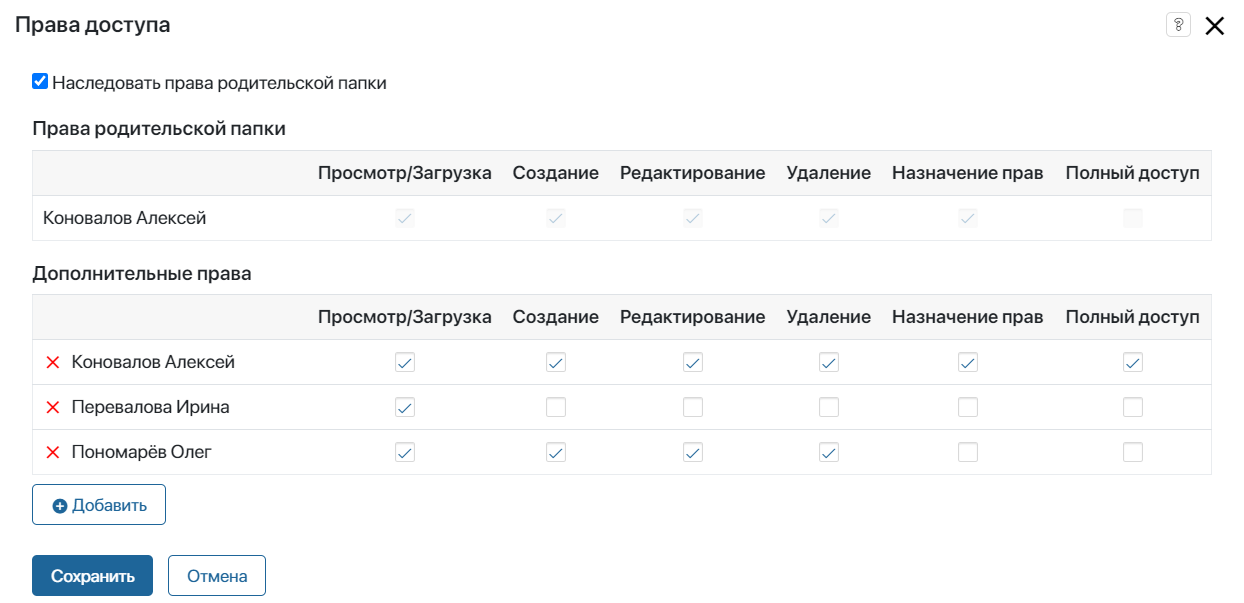 Права доступа
?
Наследовать права родительской папки
Права родительской папки
Просмотр/Загрузка Создание Редактирование Удаление Назначение прав Полный доступ
Коновалов Алексей
Дополнительные права
Просмотр/Загрузка Создание Редактирование Удаление Назначение прав Полный доступ
Коновалов Алексей
Перевалова Ирина
Пономарёв Олег
Добавить
Сохранить Отмена